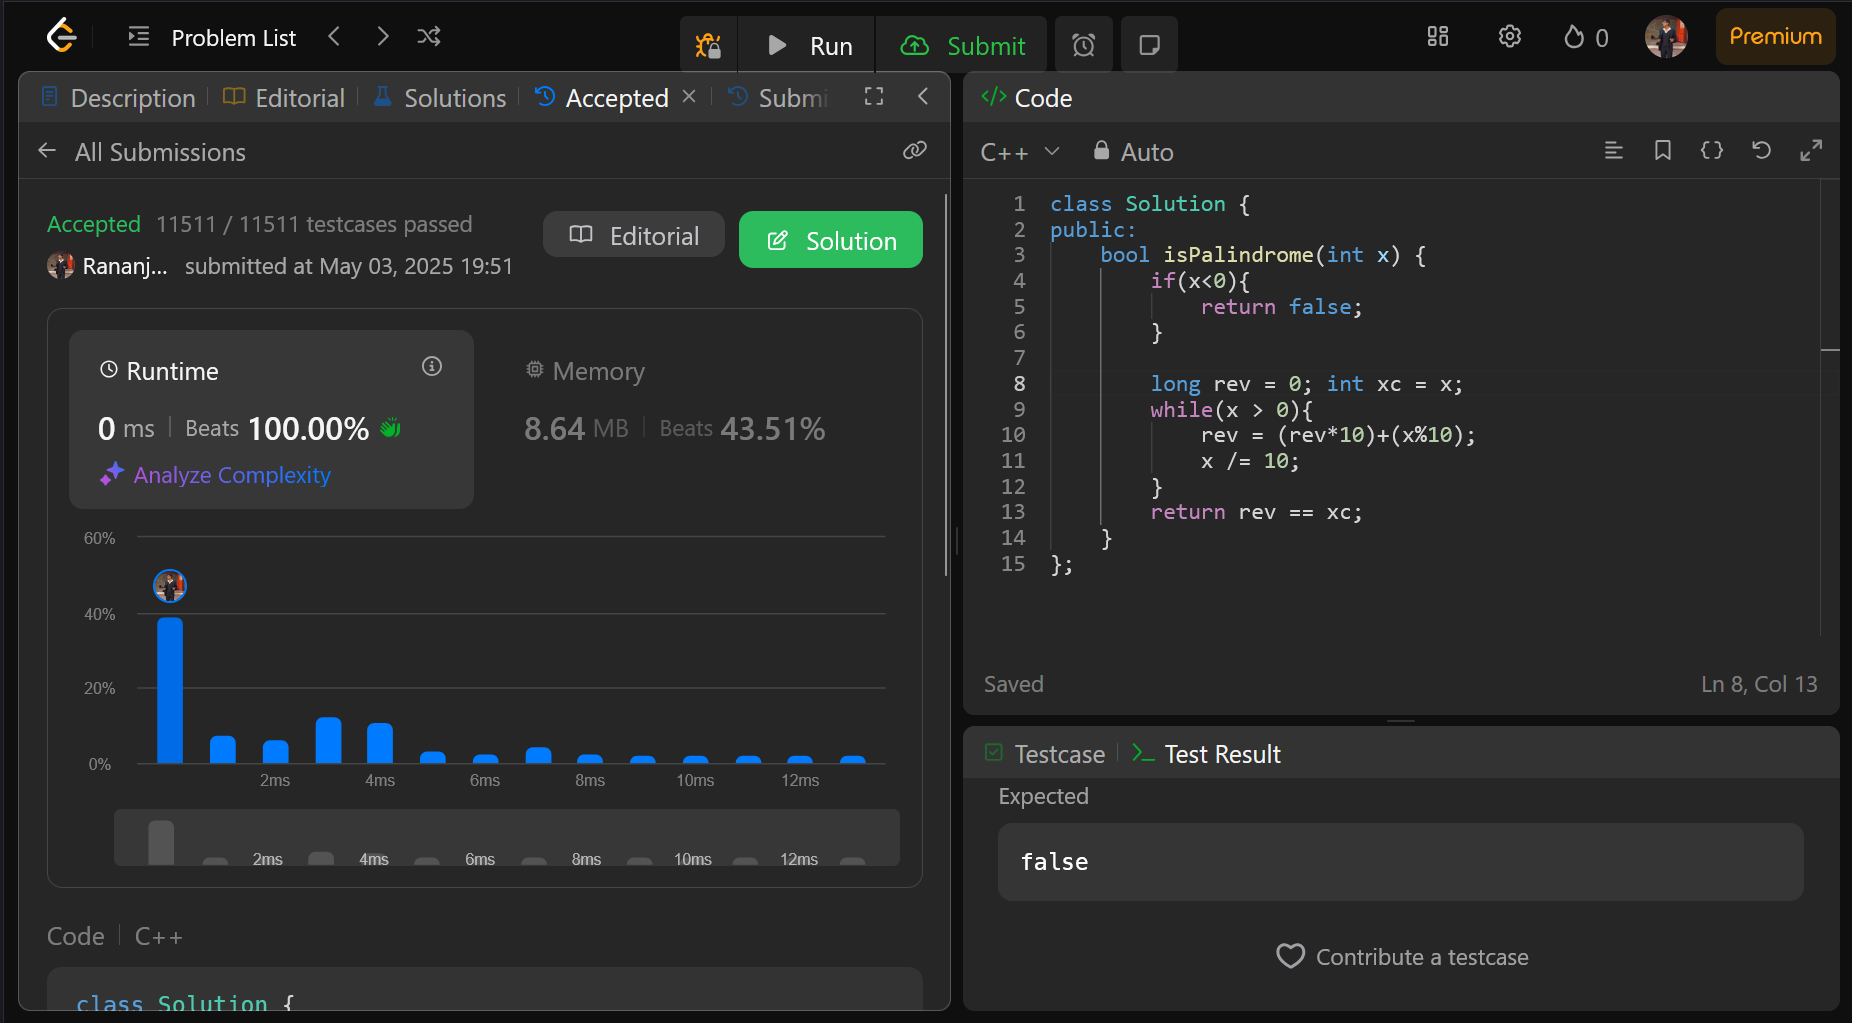 Problem List
Run
Submit
0
Premium
Description
Editorial
Solutions
Accepted
Submi
All Submissions
Accepted 11511 / 11511 testcases passed
Rananj... submitted at May 03, 2025 19:51
Editorial
Solution
Runtime
0 ms Beats 100.00%
Analyze Complexity
Memory
8.64 MB Beats 43.51%
60%
40%
20%
0%
2ms 4ms 6ms 8ms 10ms 12ms
2ms 4ms 6ms 8ms 10ms 12ms
Code C++
class Solution {
</> Code
C++ Auto
1 class Solution {
2 public:
3     bool isPalindrome(int x) {
4         if(x<0){
5             return false;
6         }
7
8         long rev = 0; int xc = x;
9         while(x > 0){
10             rev = (rev*10)+(x%10);
11             x /= 10;
12         }
13         return rev == xc;
14     }
15 };
Saved
Ln 8, Col 13
Testcase
Test Result
Expected
false
Contribute a testcase